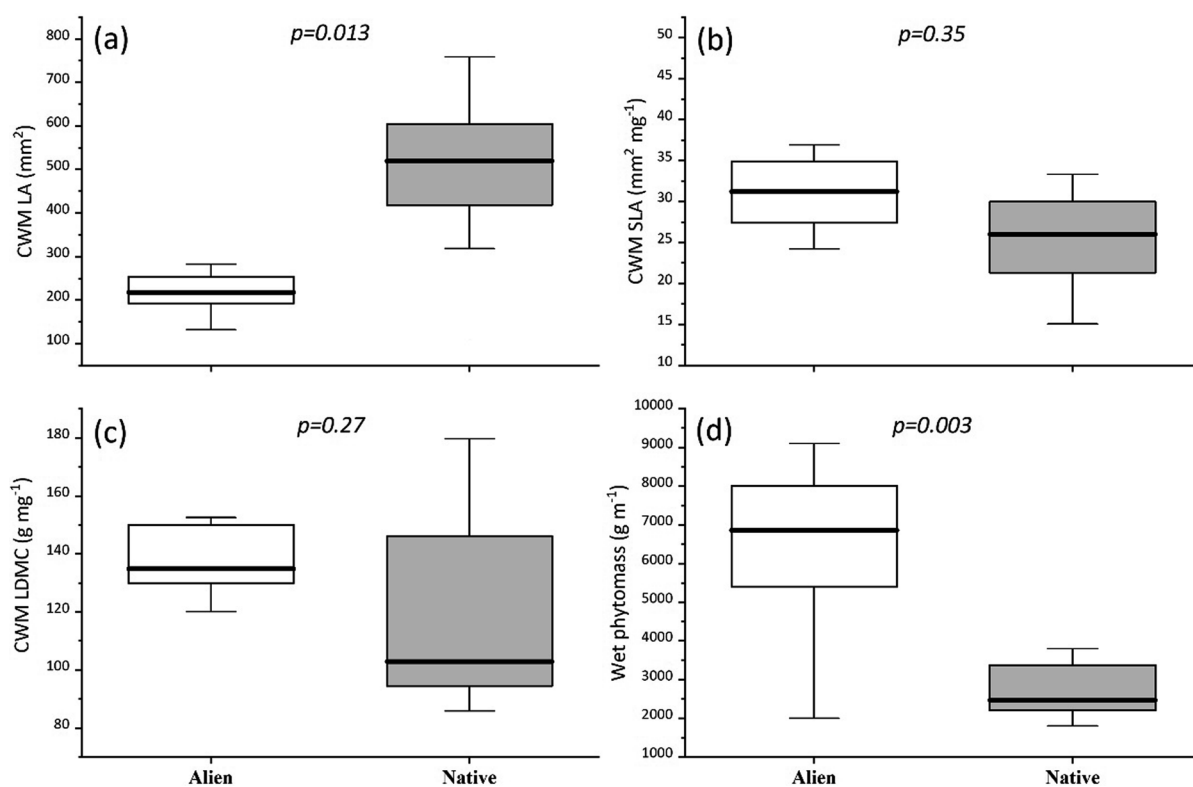 (a)
p=0.013
CWM LA (mm²)
800
700
600
500
400
300
200
100
(b)
p=0.35
CWM SLA (mm² mg⁻¹)
50
45
40
35
30
25
20
15
10
(c)
p=0.27
CWM LDMC (g mg⁻¹)
180
160
140
120
100
80
Alien
Native
(d)
p=0.003
Wet phytomass (g m⁻¹)
10000
9000
8000
7000
6000
5000
4000
3000
2000
1000
Alien
Native